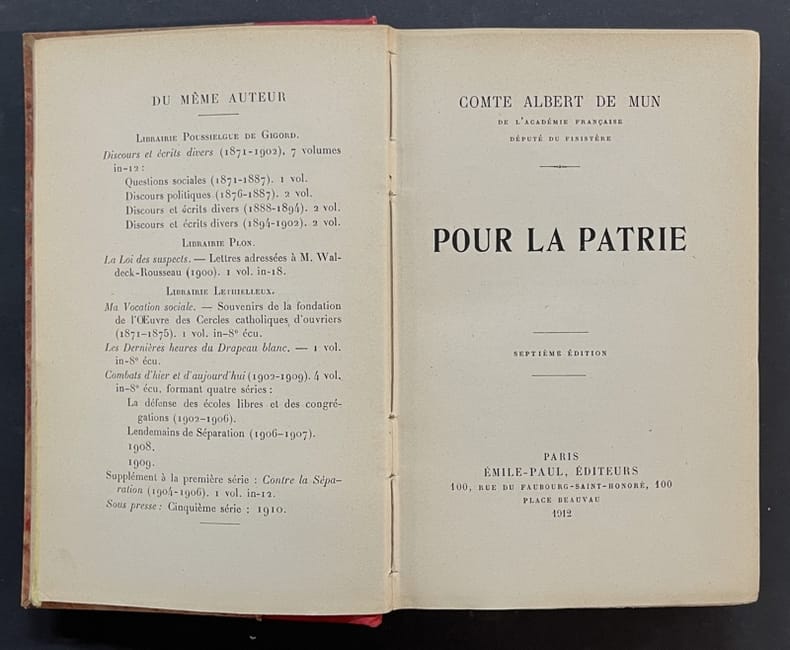 DU MÊME AUTEUR
LIBRAIRIE POUSSIELGUE DE GIGORD.
Discours et écrits divers (1871-1902), 7 volumes
in-12 :
Questions sociales (1871-1887). 1 vol.
Discours politiques (1876-1887). 2 vol.
Discours et écrits divers (1888-1894). 2 vol.
Discours et écrits divers (1894-1902). 2 vol.
LIBRAIRIE PLON.
La Loi des suspects. — Lettres adressées à M. Wal-
deck-Rousseau (1900). 1 vol. in-18.
LIBRAIRIE LETHIELLEUX.
Ma Vocation sociale. — Souvenirs de la fondation
de l'Œuvre des Cercles catholiques d'ouvriers
(1871-1875). 1 vol. in-8° écu.
Les Dernières heures du Drapeau blanc. — 1 vol.
in-8° écu.
Combats d'hier et d'aujourd'hui (1902-1909). 4 vol.
in-8° écu, formant quatre séries :
La défense des écoles libres et des congré-
gations (1902-1906).
Lendemains de Séparation (1906-1907).
1908.
1909.
Supplément à la première série : Contre la Sépa-
ration (1904-1906). 1 vol. in-12.
Sous presse : Cinquième série : 1910.
COMTE ALBERT DE MUN
DE L'ACADÉMIE FRANÇAISE
DÉPUTÉ DU FINISTÈRE
POUR LA PATRIE
SEPTIÈME ÉDITION
PARIS
ÉMILE-PAUL, ÉDITEURS
100, RUE DU FAUBOURG-SAINT-HONORÉ, 100
PLACE BEAUVAU
1912